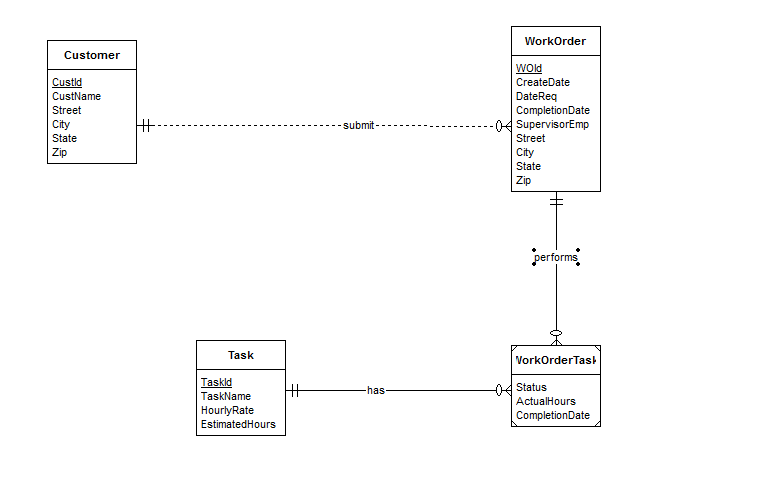 Customer
CustId
CustName
Street
City
State
Zip
submit
WorkOrder
WOId
CreateDate
DateReq
CompletionDate
SupervisorEmp
Street
City
State
Zip
performs
Task
TaskId
TaskName
HourlyRate
EstimatedHours
has
WorkOrderTask
Status
ActualHours
CompletionDate